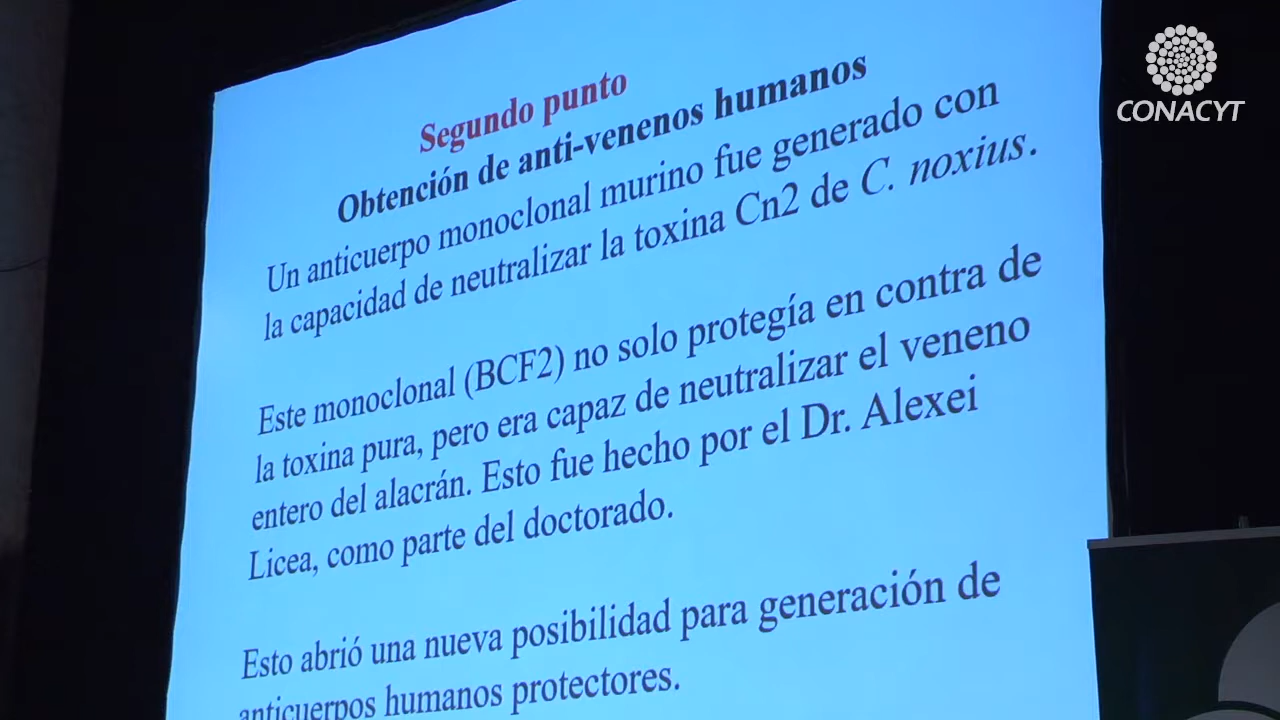 Segundo punto
Obtención de anti-venenos humanos
Un anticuerpo monoclonal murino fue generado con
la capacidad de neutralizar la toxina Cn2 de C. noxius.
Este monoclonal (BCF2) no solo protegía en contra de
la toxina pura, pero era capaz de neutralizar el veneno
entero del alacrán. Esto fue hecho por el Dr. Alexei
Licea, como parte del doctorado.
Esto abrió una nueva posibilidad para generación de
anticuerpos humanos protectores.
CONACYT